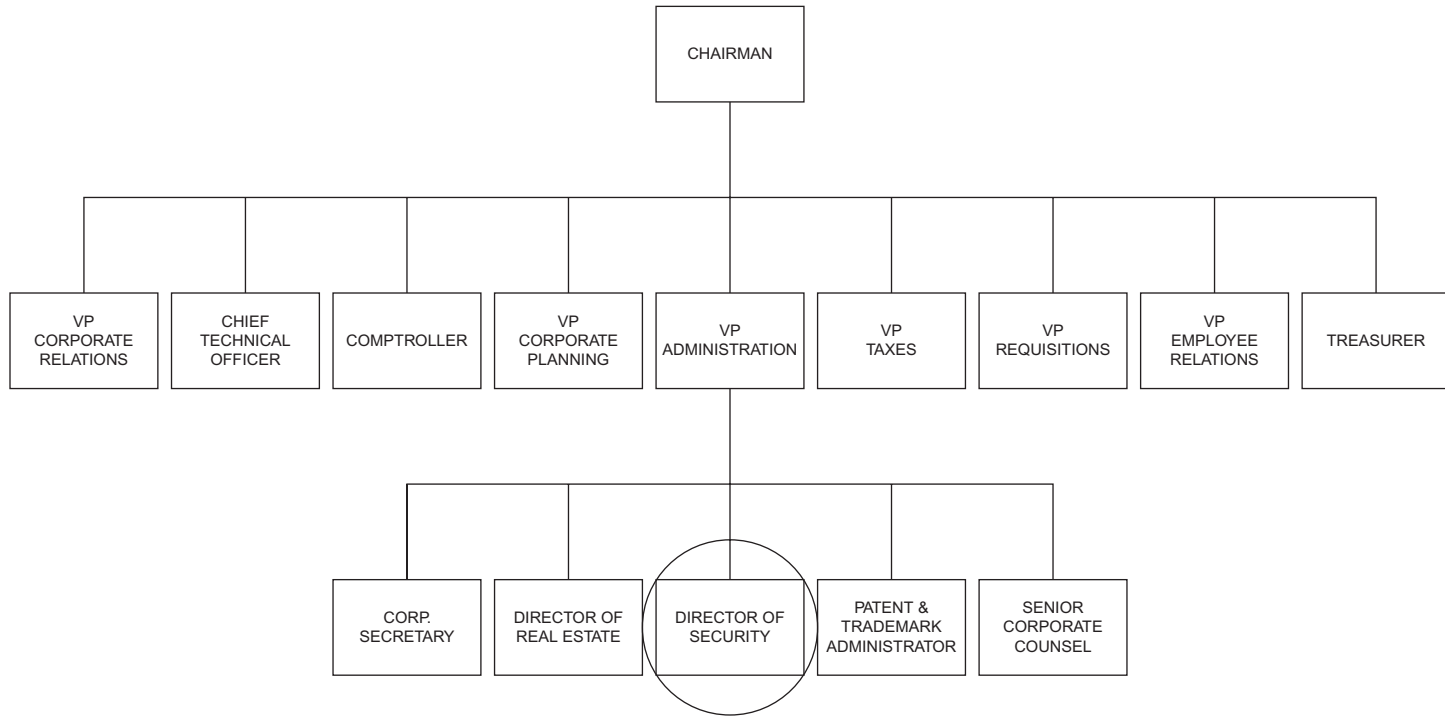 CHAIRMAN
VP
CORPORATE
RELATIONS
CHIEF
TECHNICAL
OFFICER
COMPTROLLER
VP
CORPORATE
PLANNING
VP
ADMINISTRATION
VP
TAXES
VP
REQUISITIONS
VP
EMPLOYEE
RELATIONS
TREASURER
CORP.
SECRETARY
DIRECTOR OF
REAL ESTATE
DIRECTOR OF
SECURITY
PATENT &
TRADEMARK
ADMINISTRATOR
SENIOR
CORPORATE
COUNSEL